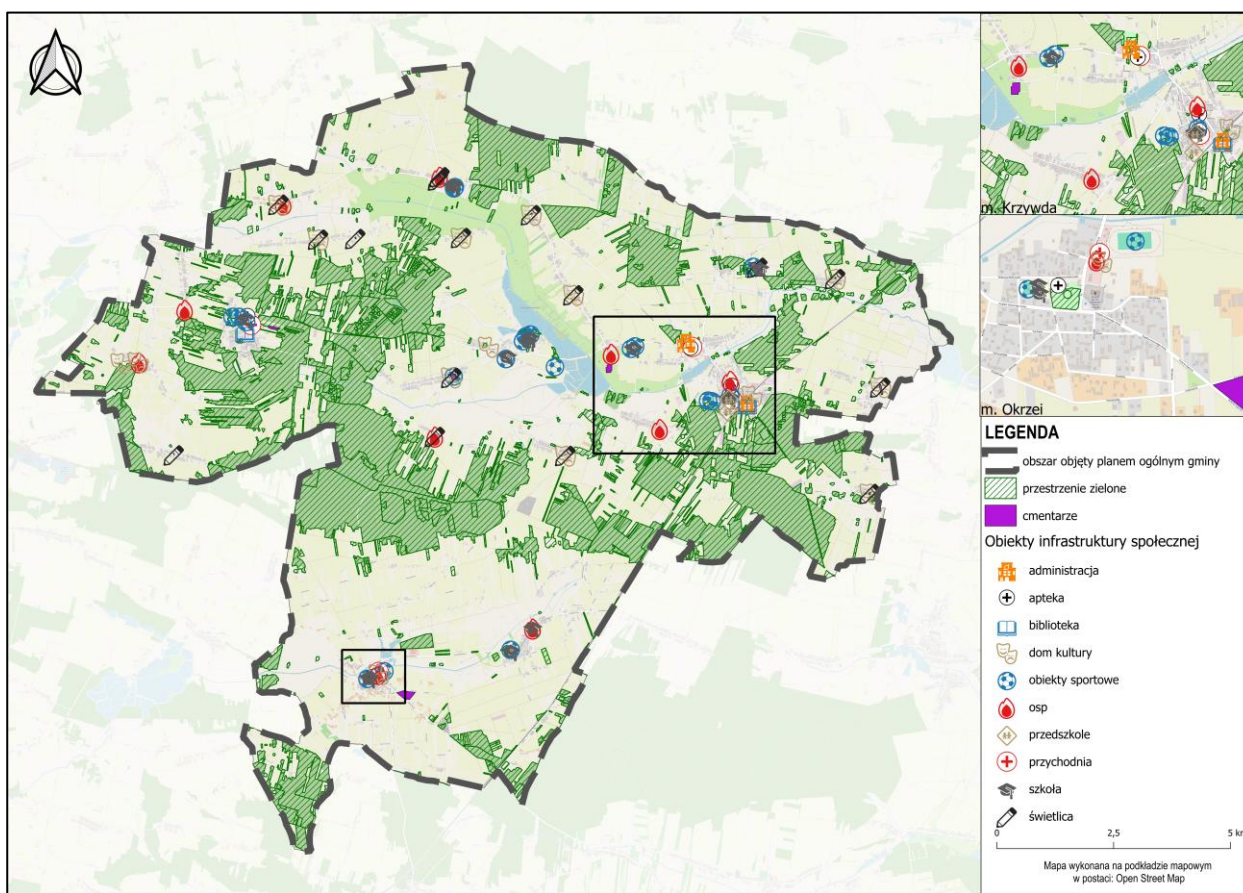 m. Krzywda
m. Okrzei
LEGENDA
obszar objęty planem ogólnym gminy
przestrzenie zielone
cmentarze
Obiekty infrastruktury społecznej
administracja
apteka
biblioteka
dom kultury
obiekty sportowe
osp
przedszkole
przychodnia
szkoła
świetlica
0 2,5 5 km
Mapa wykonana na podkładzie mapowym
w postaci: Open Street Map